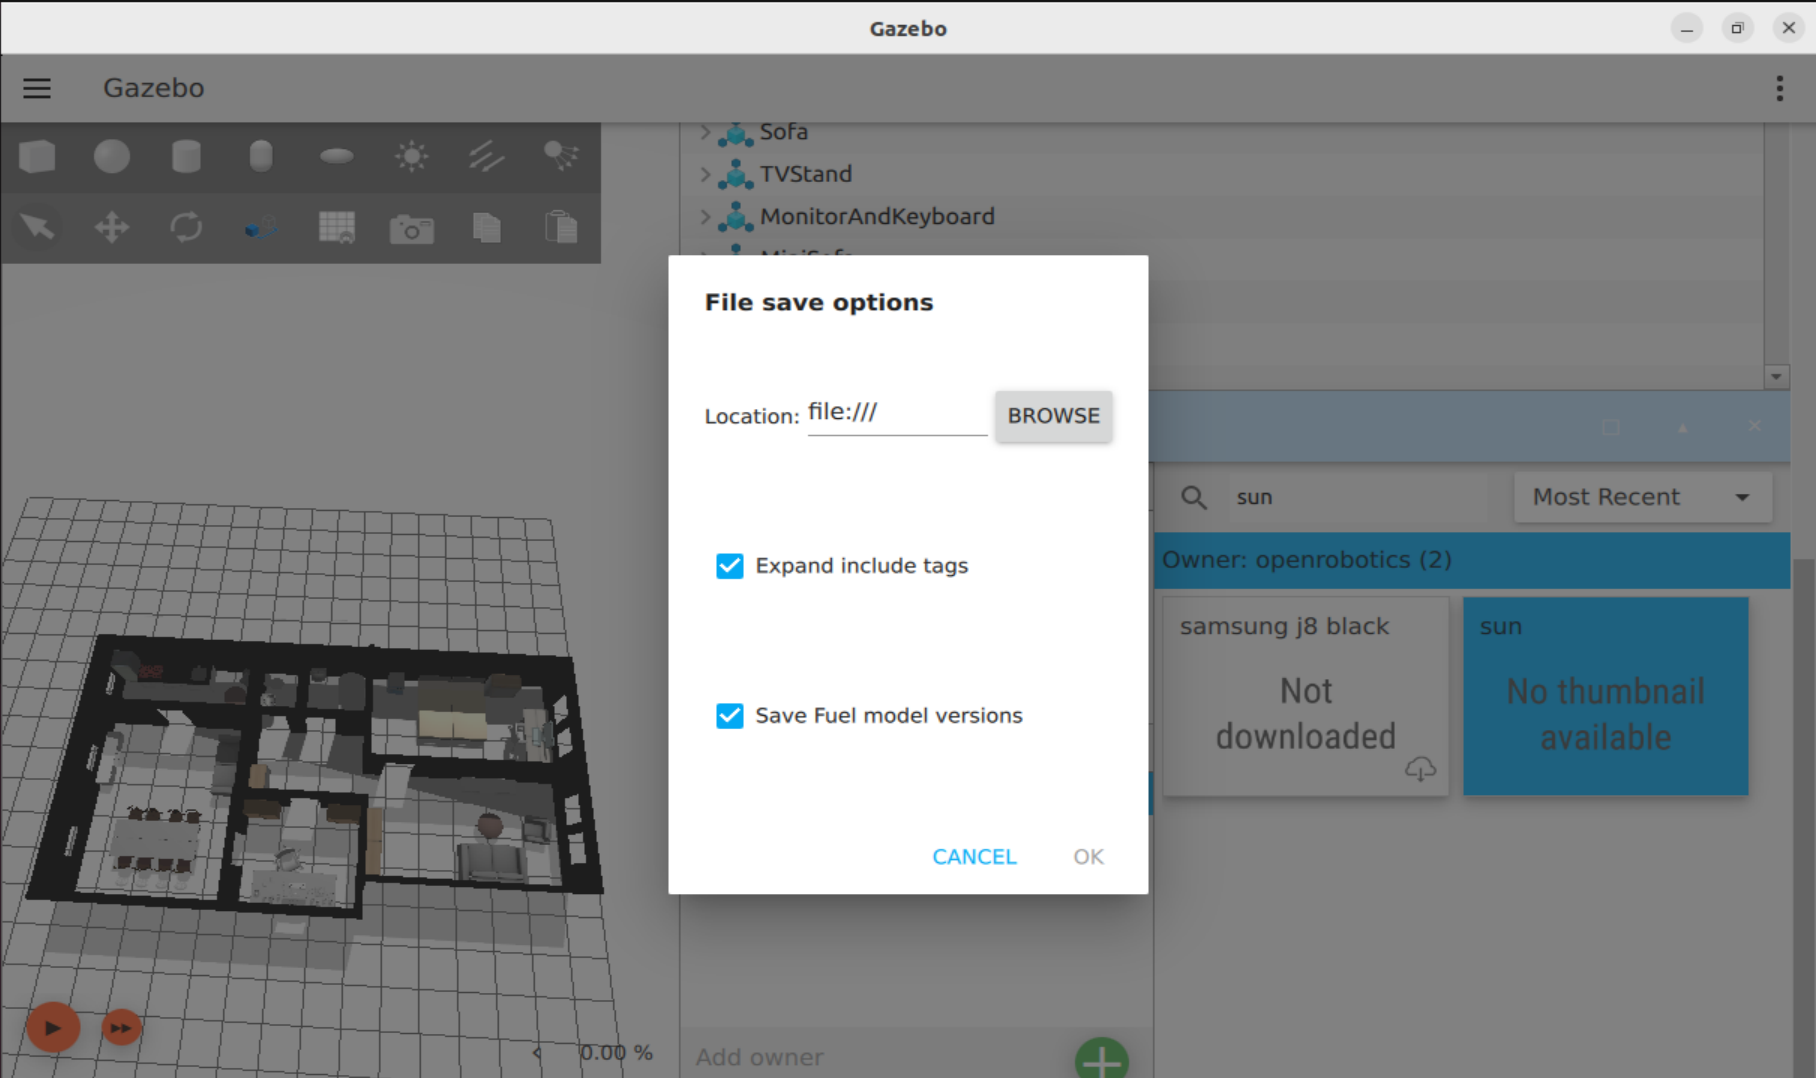 Gazebo
Gazebo
Sofa
TVStand
MonitorAndKeyboard
File save options
Location: file:///
BROWSE
sun
Most Recent
Owner: openrobotics (2)
Expand include tags
samsung j8 black
Not
downloaded
sun
No thumbnail
available
Save Fuel model versions
CANCEL
OK
0.00 %
Add owner